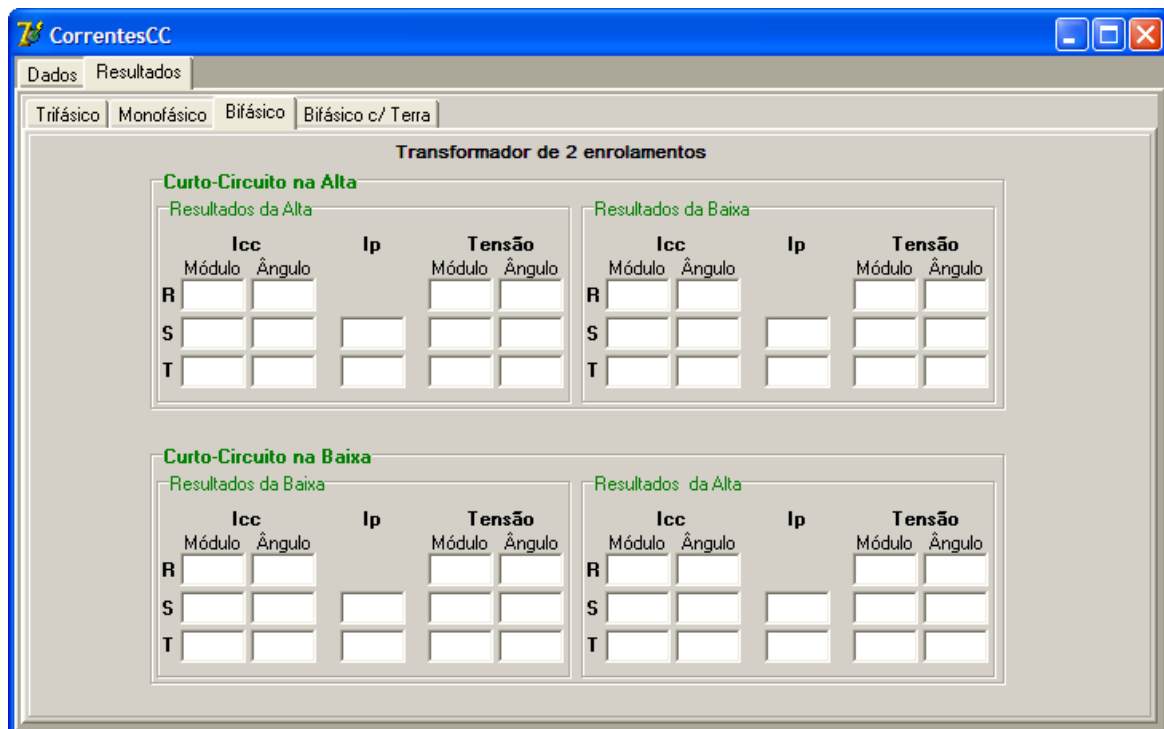 CorrentesCC
Dados Resultados
Trifásico Monofásico Bifásico Bifásico c/ Terra
Transformador de 2 enrolamentos
Curto-Circuito na Alta
Resultados da Alta
Icc Ip Tensão
Módulo Ângulo Módulo Ângulo
R
S
T
Resultados da Baixa
Icc Ip Tensão
Módulo Ângulo Módulo Ângulo
R
S
T
Curto-Circuito na Baixa
Resultados da Baixa
Icc Ip Tensão
Módulo Ângulo Módulo Ângulo
R
S
T
Resultados da Alta
Icc Ip Tensão
Módulo Ângulo Módulo Ângulo
R
S
T